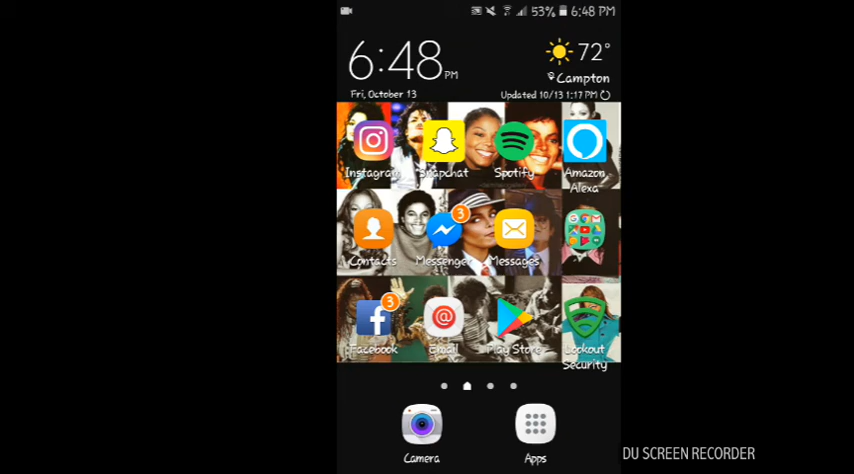 53% 6:48 PM
6:48 PM
72°
Campton
Fri, October 13
Updated 10/13 1:17 PM
Instagram
Snapchat
Spotify
Amazon
Alexa
3
Contacts
Messenger
Messages
3
Facebook
Email
Play Store
Lookout
Security
Camera
Apps
DU SCREEN RECORDER